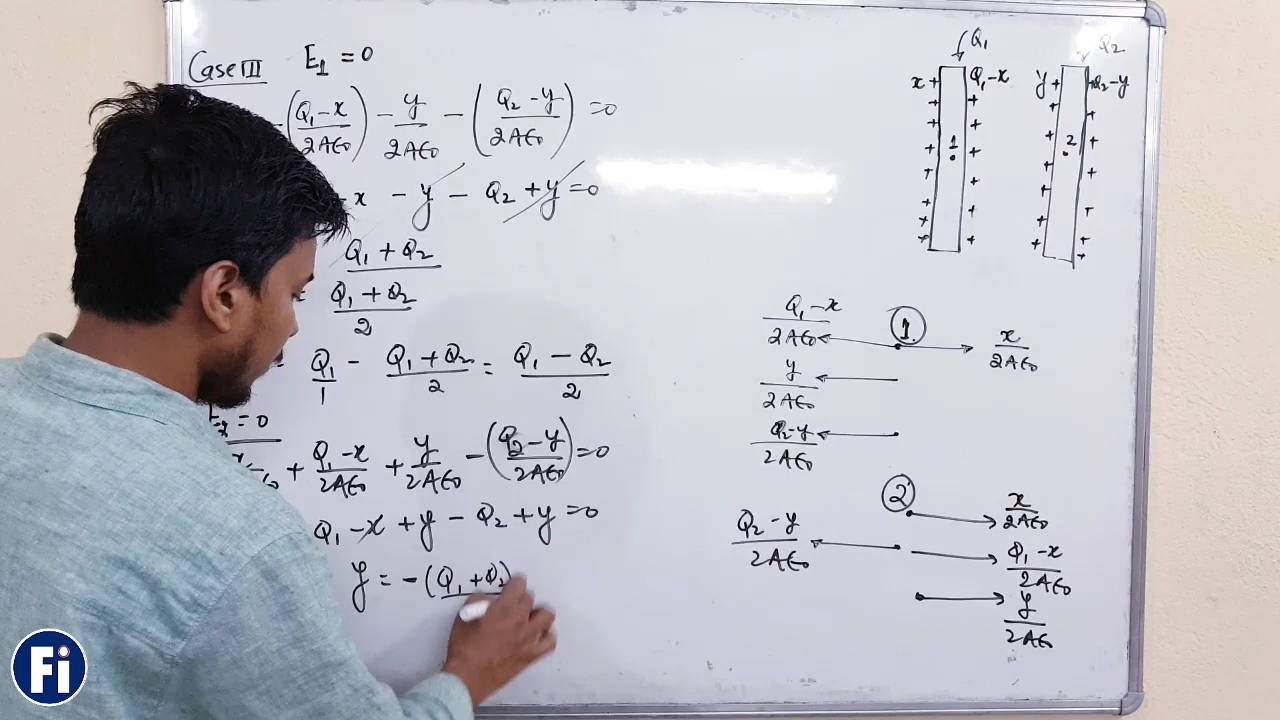 Case III E₁ = 0
(Q₁-x / 2Aε₀) - y / 2Aε₀ - (Q₂-y / 2Aε₀) = 0
-x - y - Q₂ + y = 0
Q₁ + Q₂
Q₁ + Q₂ / 2
Q₁ / 1 - Q₁ + Q₂ / 2 = Q₁ - Q₂ / 2
= 0
+ Q₁-x / 2Aε₀ + y / 2Aε₀ - (Q₂-y / 2Aε₀) = 0
Q₁ - x + y - Q₂ + y = 0
y = -(Q₁ + Q₂)
Q₁ Q₂
x + Q₁-x y + Q₂-y
1 2
1
Q₁-x / 2Aε₀ x / 2Aε₀
y / 2Aε₀
Q₂-y / 2Aε₀
2
x / 2Aε₀
Q₂-y / 2Aε₀ Q₁-x / 2Aε₀
y / 2Aε₀
Fi